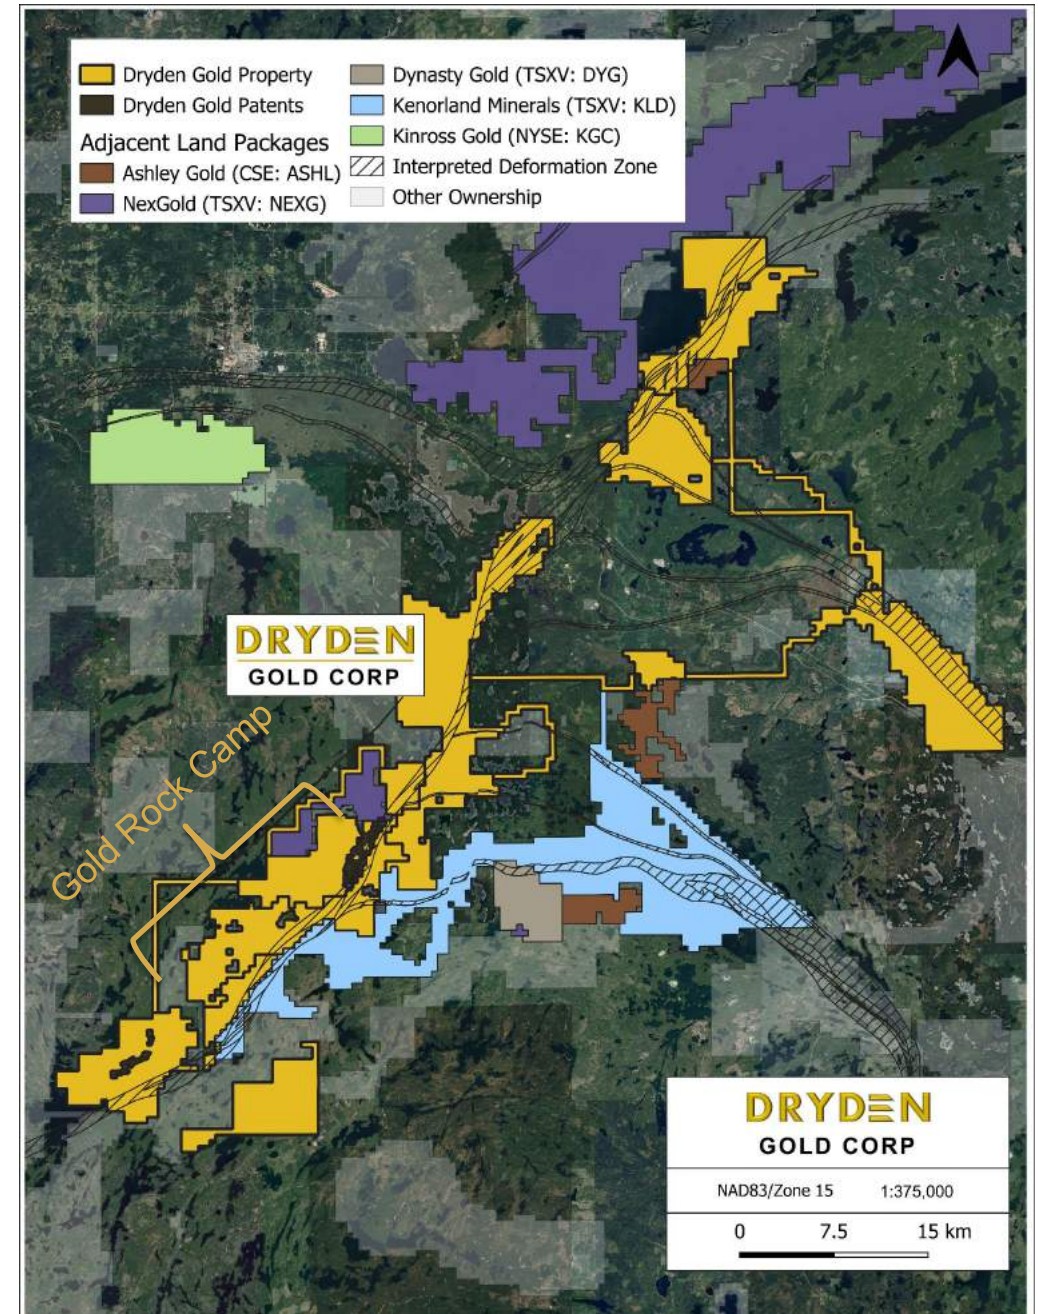 Dryden Gold Property
Dryden Gold Patents
Adjacent Land Packages
Ashley Gold (CSE: ASHL)
NexGold (TSXV: NEXG)
Dynasty Gold (TSXV: DYG)
Kenorland Minerals (TSXV: KLD)
Kinross Gold (NYSE: KGC)
Interpreted Deformation Zone
Other Ownership
DRYDEN
GOLD CORP
Gold Rock Camp
DRYDEN
GOLD CORP
NAD83/Zone 15 1:375,000
0 7.5 15 km